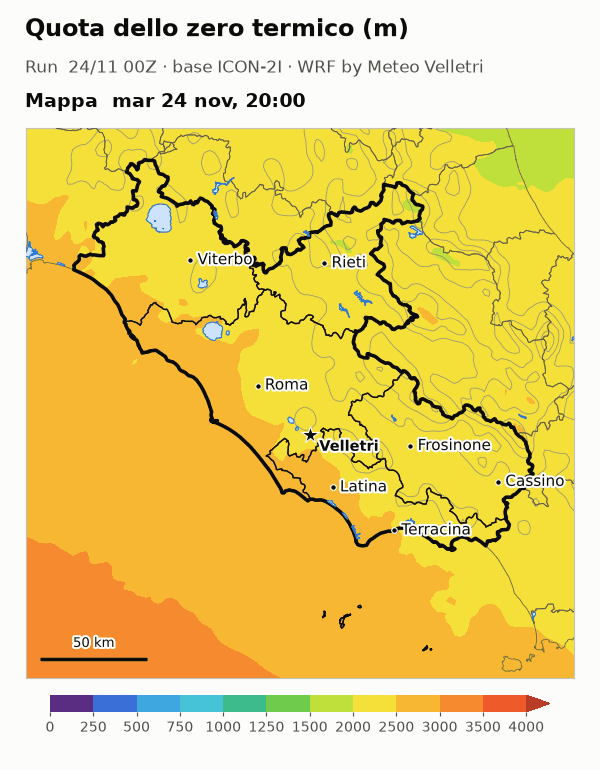 Quota dello zero termico (m)
Run  24/11 00Z · base ICON-2I · WRF by Meteo Velletri
Mappa  mar 24 nov, 20:00
Viterbo
Rieti
Roma
Velletri
Frosinone
Cassino
Latina
Terracina
50 km
0 250 500 750 1000 1250 1500 2000 2500 3000 3500 4000